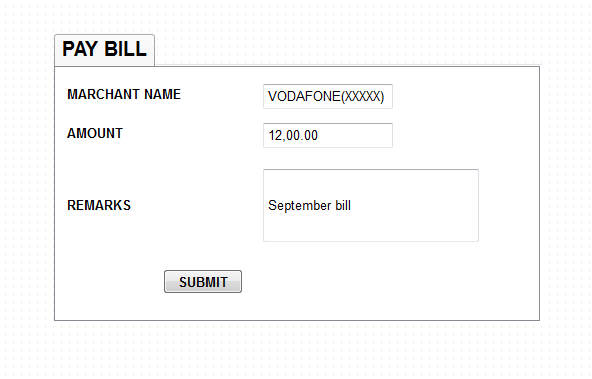 PAY BILL
MARCHANT NAME VODAFONE(XXXXX)
AMOUNT 12,00.00
REMARKS September bill
SUBMIT